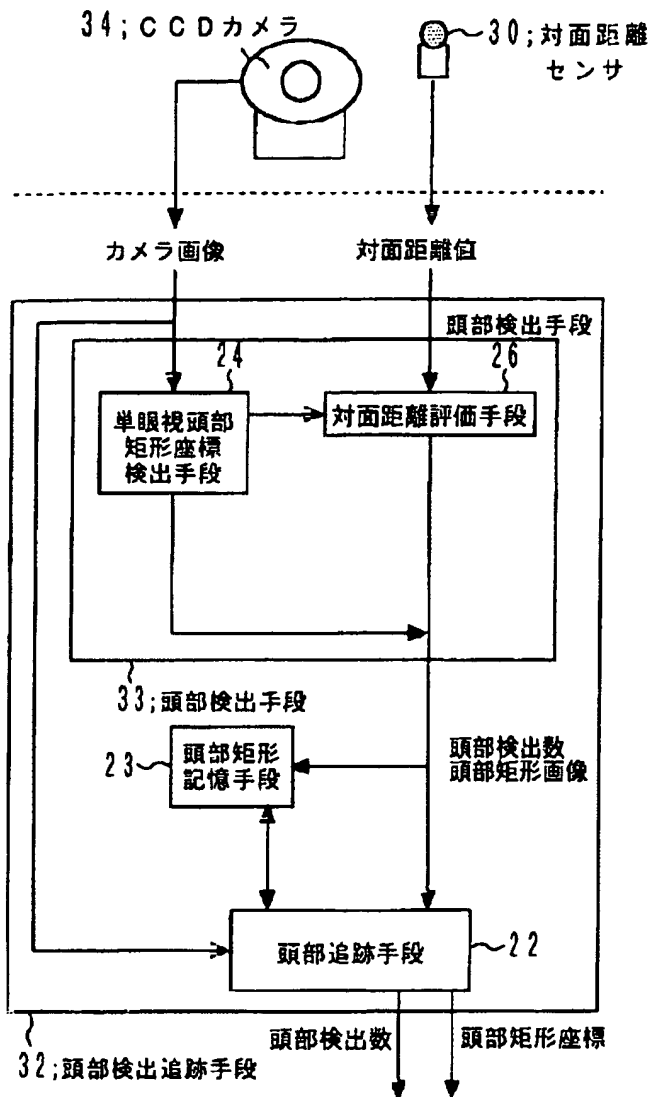 34;CCDカメラ
30;対面距離
センサ
カメラ画像
対面距離値
頭部検出手段
24
26
単眼視頭部
矩形座標
検出手段
対面距離評価手段
33;頭部検出手段
23
頭部矩形
記憶手段
頭部検出数
頭部矩形画像
頭部追跡手段
22
32;頭部検出追跡手段
頭部検出数
頭部矩形座標